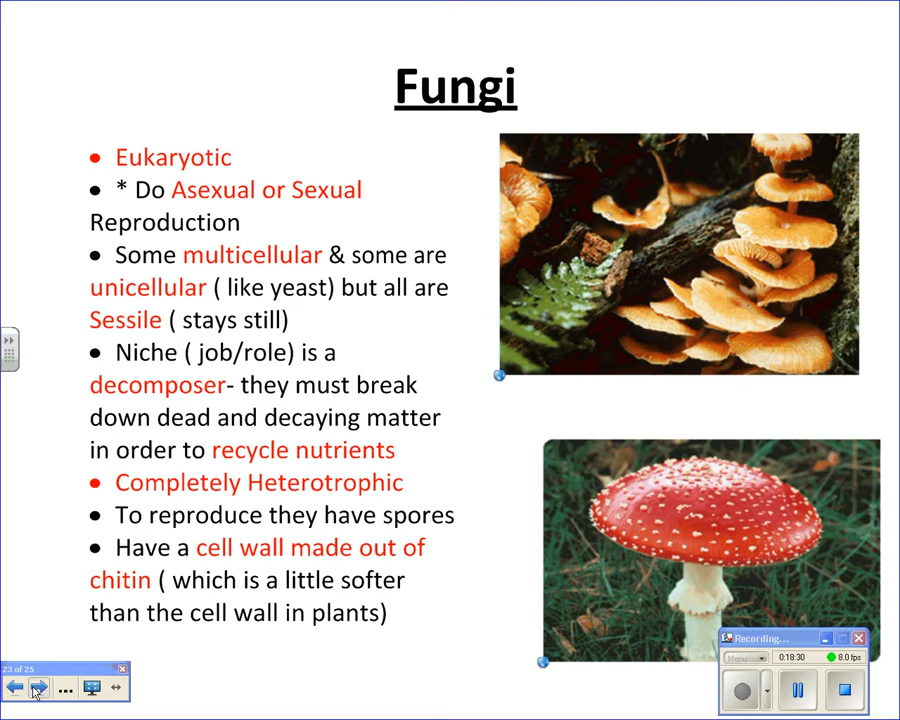 Fungi
• Eukaryotic
• * Do Asexual or Sexual
Reproduction
• Some multicellular & some are
unicellular ( like yeast) but all are
Sessile ( stays still)
• Niche ( job/role) is a
decomposer- they must break
down dead and decaying matter
in order to recycle nutrients
• Completely Heterotrophic
• To reproduce they have spores
• Have a cell wall made out of
chitin ( which is a little softer
than the cell wall in plants)
23 of 25
Recording...
Menu
0:18:30
8.0 fps